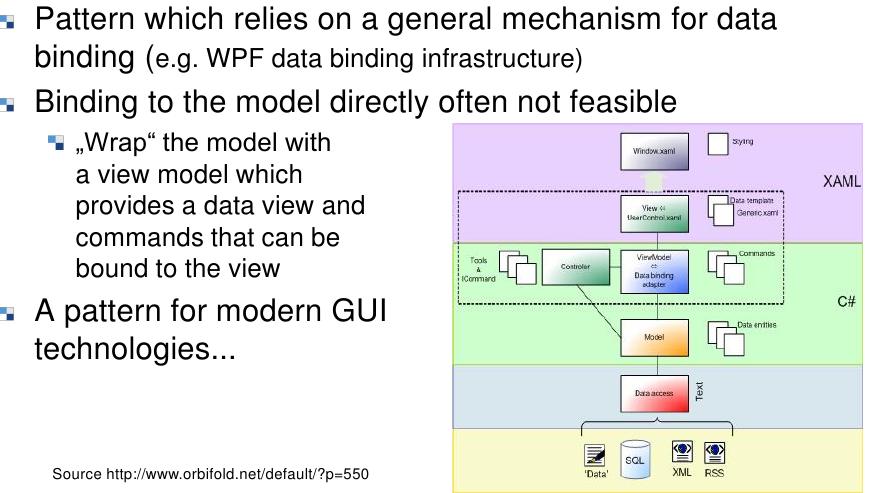 Pattern which relies on a general mechanism for data
binding (e.g. WPF data binding infrastructure)
Binding to the model directly often not feasible
„Wrap“ the model with
a view model which
provides a data view and
commands that can be
bound to the view
A pattern for modern GUI
technologies...
Source http://www.orbifold.net/default/?p=550
Window.xaml
Styling
XAML
View ⇔
UserControl.xaml
Data template
Generic.xaml
Tools
&
ICommand
Controler
ViewModel
⇔
Data binding
adapter
Commands
C#
Model
Data entities
Data access
Text
'Data'
SQL
XML
RSS